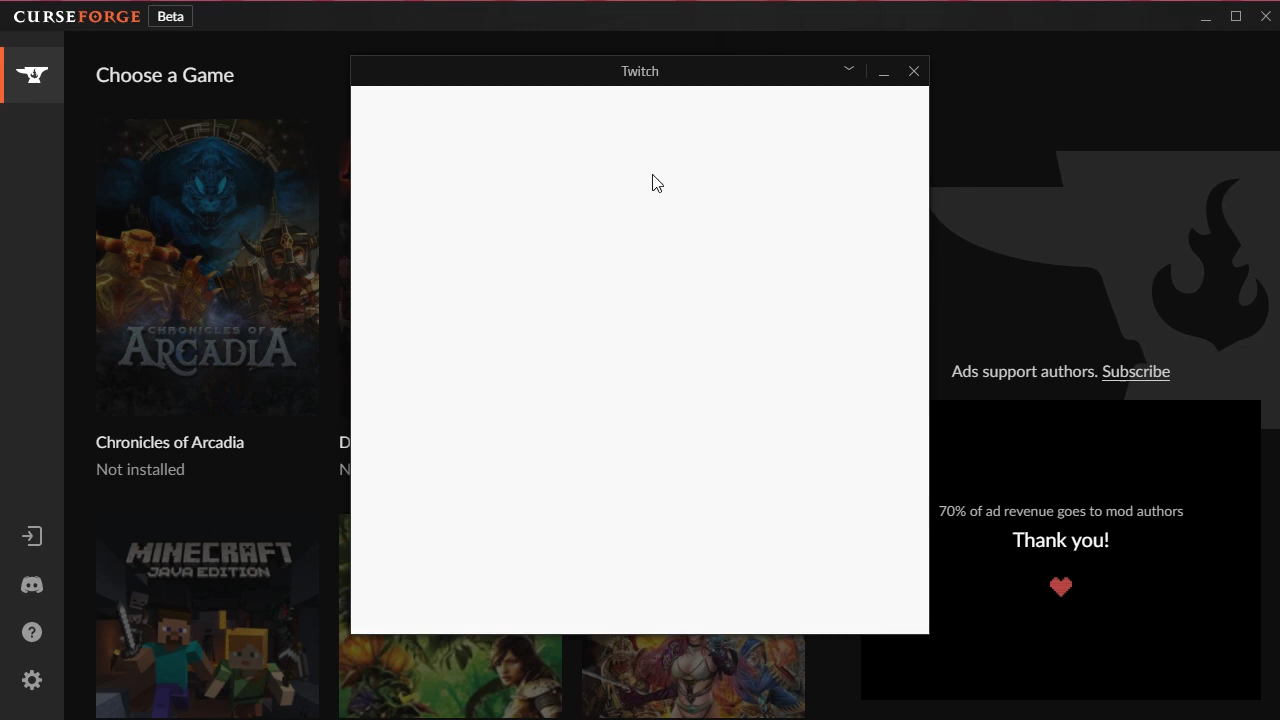 CURSEFORGE Beta
Twitch
Choose a Game
CHRONICLES OF
ARCADIA
Ads support authors. Subscribe
Chronicles of Arcadia
D
Not installed
N
70% of ad revenue goes to mod authors
Thank you!
MINECRAFT
JAVA EDITION